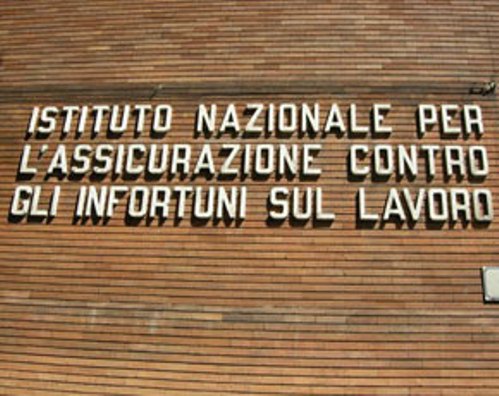 ISTITUTO NAZIONALE PER
L'ASSICURAZIONE CONTRO
GLI INFORTUNI SUL LAVORO